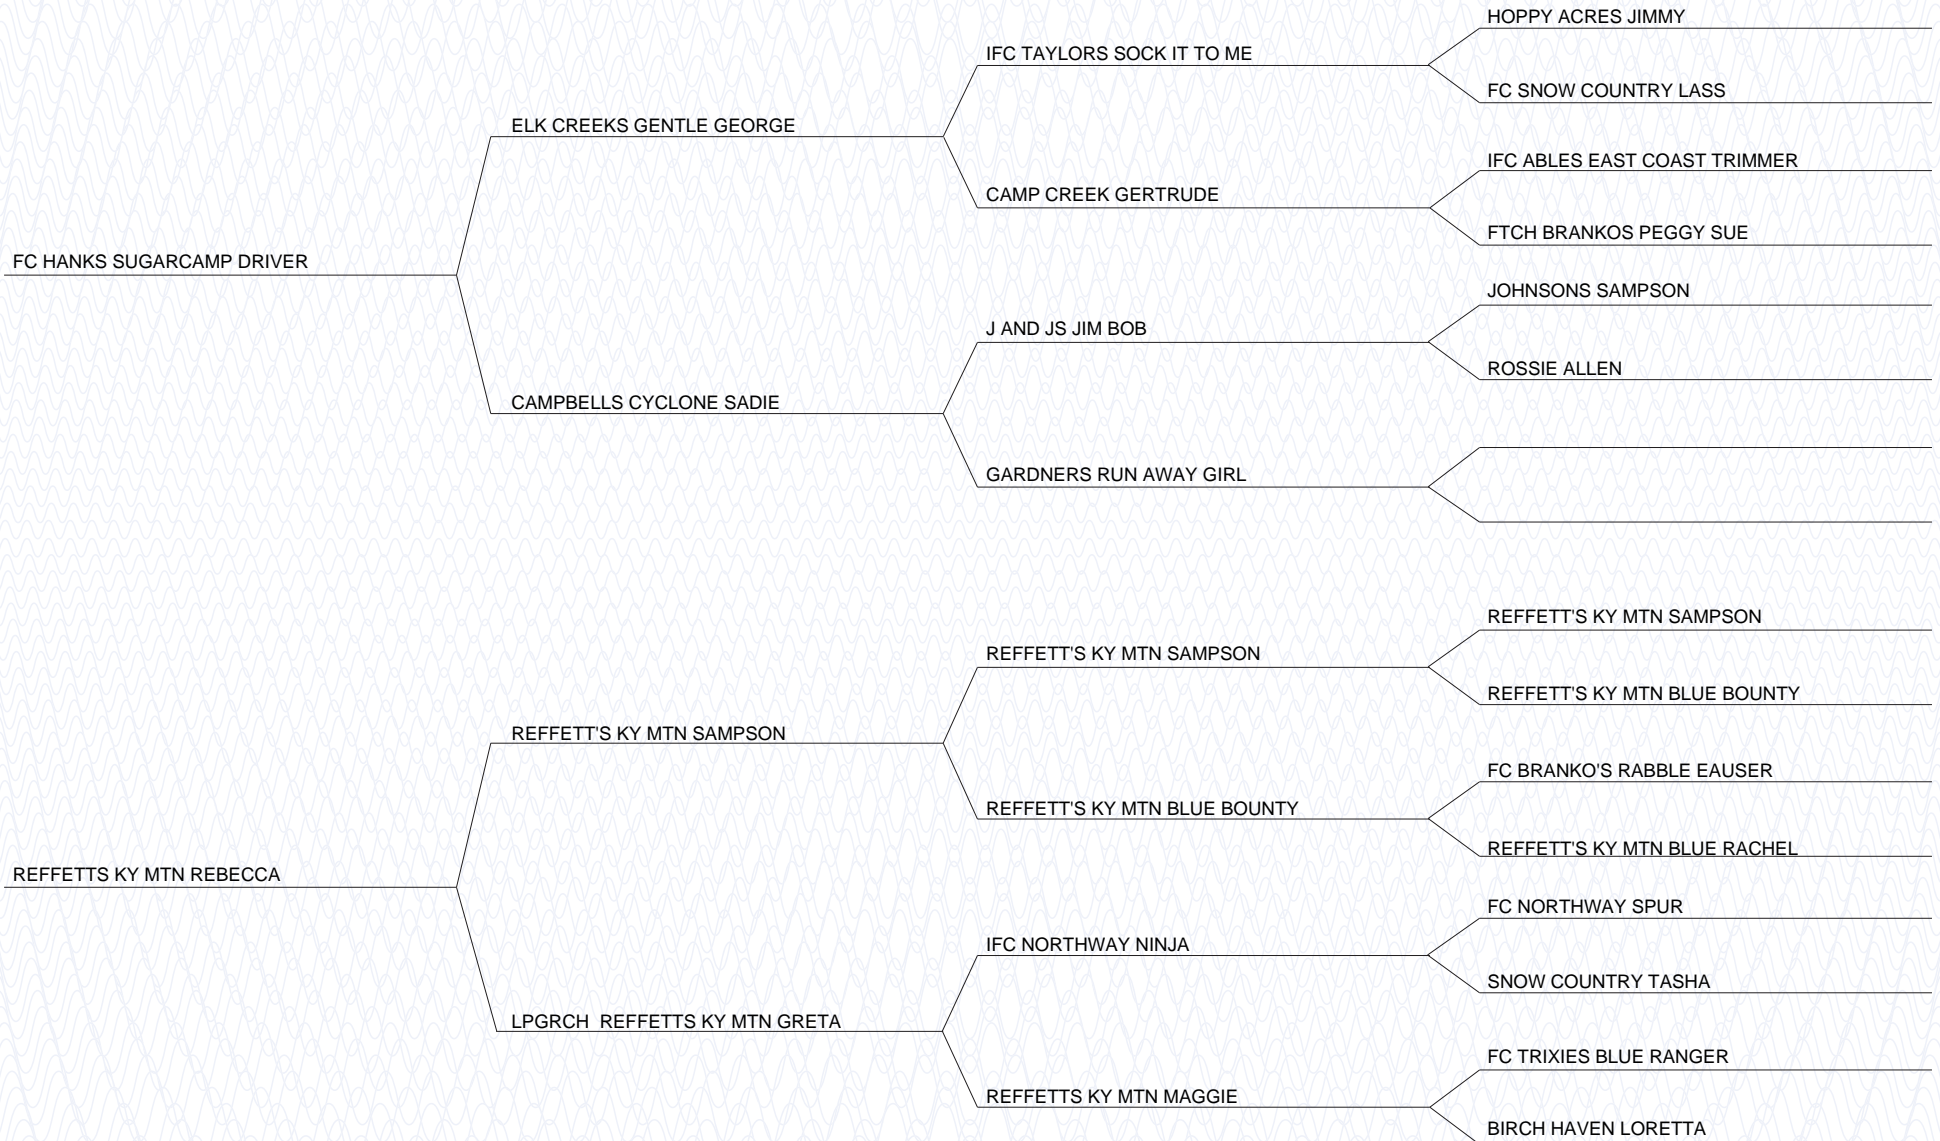 HOPPY ACRES JIMMY
IFC TAYLORS SOCK IT TO ME
FC SNOW COUNTRY LASS
ELK CREEKS GENTLE GEORGE
IFC ABLES EAST COAST TRIMMER
CAMP CREEK GERTRUDE
FTCH BRANKOS PEGGY SUE
FC HANKS SUGARCAMP DRIVER
JOHNSONS SAMPSON
J AND JS JIM BOB
ROSSIE ALLEN
CAMPBELLS CYCLONE SADIE
GARDNERS RUN AWAY GIRL
REFFETT'S KY MTN SAMPSON
REFFETT'S KY MTN SAMPSON
REFFETT'S KY MTN BLUE BOUNTY
REFFETT'S KY MTN SAMPSON
FC BRANKO'S RABBLE EAUSER
REFFETT'S KY MTN BLUE BOUNTY
REFFETT'S KY MTN BLUE RACHEL
REFFETTS KY MTN REBECCA
FC NORTHWAY SPUR
IFC NORTHWAY NINJA
SNOW COUNTRY TASHA
LPGRCH  REFFETTS KY MTN GRETA
FC TRIXIES BLUE RANGER
REFFETTS KY MTN MAGGIE
BIRCH HAVEN LORETTA